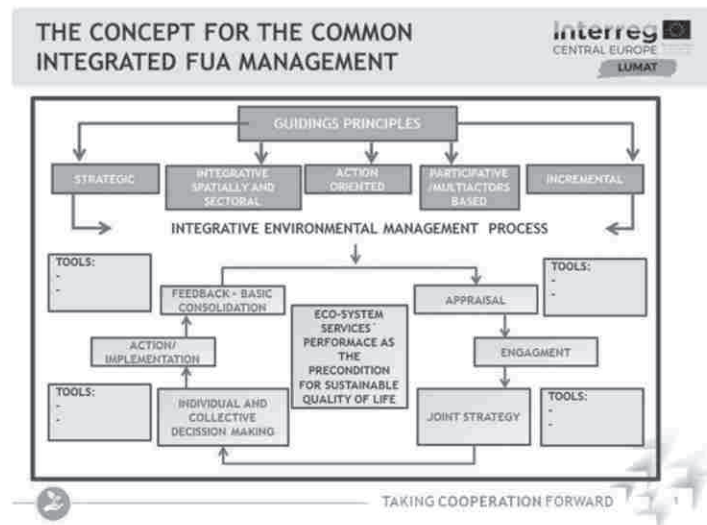 THE CONCEPT FOR THE COMMON
INTEGRATED FUA MANAGEMENT
Interreg
CENTRAL EUROPE
LUMAT
GUIDINGS PRINCIPLES
STRATEGIC
INTEGRATIVE
SPATIALLY AND
SECTORAL
ACTION
ORIENTED
PARTICIPATIVE
/MULTIACTORS
BASED
INCREMENTAL
INTEGRATIVE ENVIRONMENTAL MANAGEMENT PROCESS
TOOLS:
-
-
FEEDBACK - BASIC
CONSOLIDATION
APPRAISAL
TOOLS:
-
-
ECO-SYSTEM
SERVICES´
PERFORMACE AS
THE
PRECONDITION
FOR SUSTAINABLE
QUALITY OF LIFE
ACTION/
IMPLEMENTATION
ENGAGMENT
TOOLS:
-
-
INDIVIDUAL AND
COLLECTIVE
DECISION MAKING
JOINT STRATEGY
TOOLS:
-
-
TAKING COOPERATION FORWARD